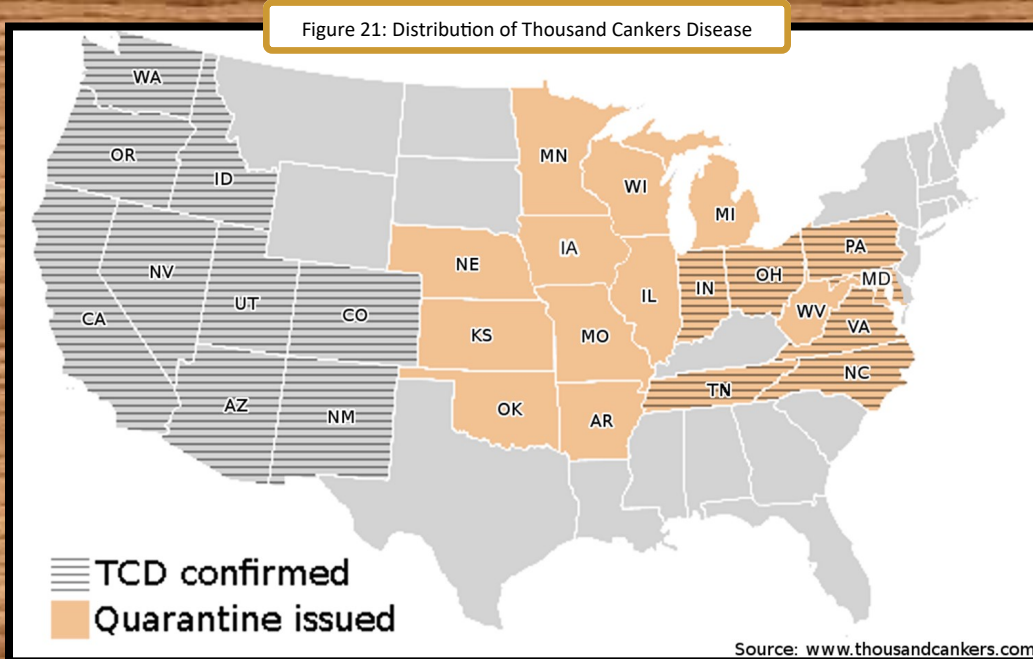 Figure 21: Distribution of Thousand Cankers Disease
WA
OR
ID
MN
WI
MI
NV
UT
CO
CA
AZ
NM
NE
IA
KS
MO
IL
IN
OH
PA
MD
WV
VA
OK
AR
TN
NC
TCD confirmed
Quarantine issued
Source: www.thousandcankers.com